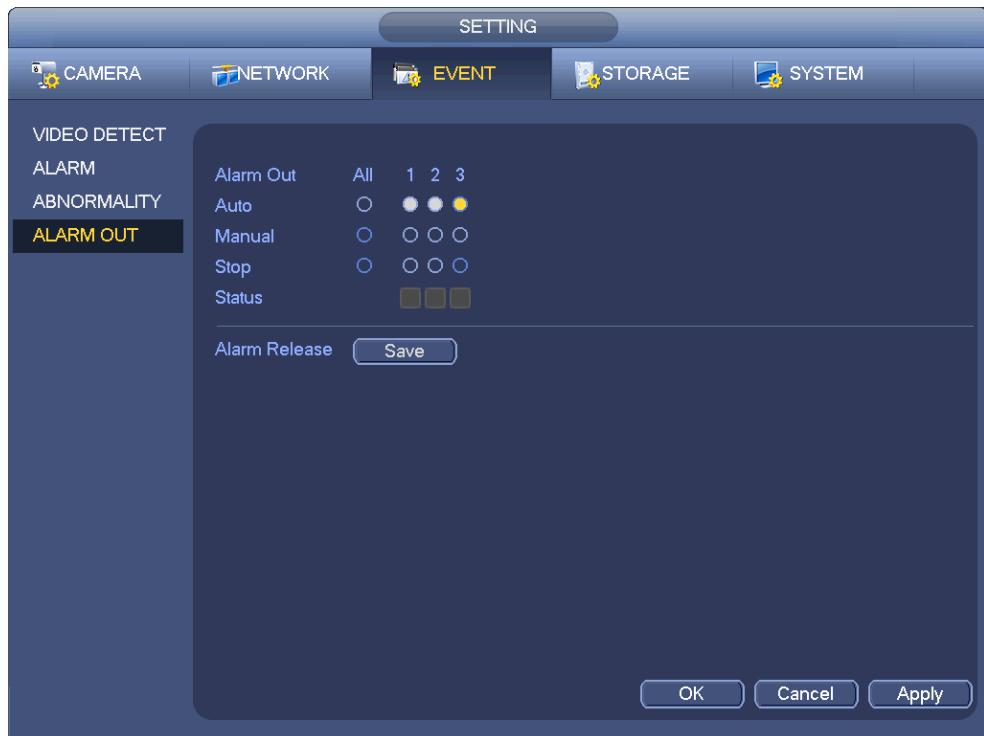 SETTING
CAMERA NETWORK EVENT STORAGE SYSTEM
VIDEO DETECT
ALARM
ABNORMALITY
ALARM OUT
Alarm Out All 1 2 3
Auto
Manual
Stop
Status
Alarm Release Save
OK Cancel Apply